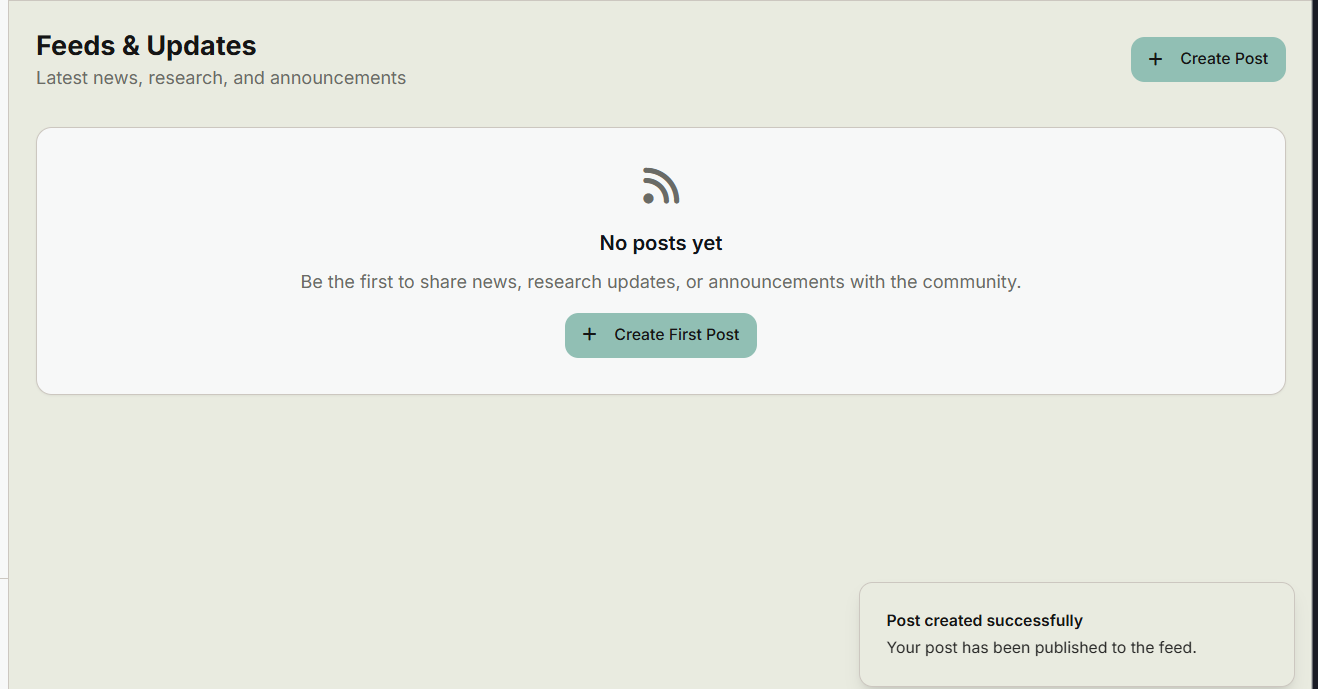 Feeds & Updates
Latest news, research, and announcements
+ Create Post
No posts yet
Be the first to share news, research updates, or announcements with the community.
+ Create First Post
Post created successfully
Your post has been published to the feed.